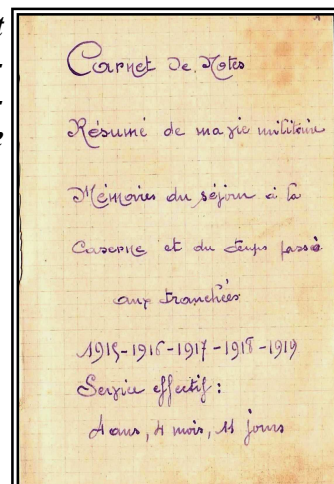 Carnet de Notes
Résumé de ma vie militaire
Mémoires du séjour à la
Caserne et du temps passé
aux tranchées
1915-1916-1917-1918-1919
Service effectif :
4 ans, 4 mois, 11 jours